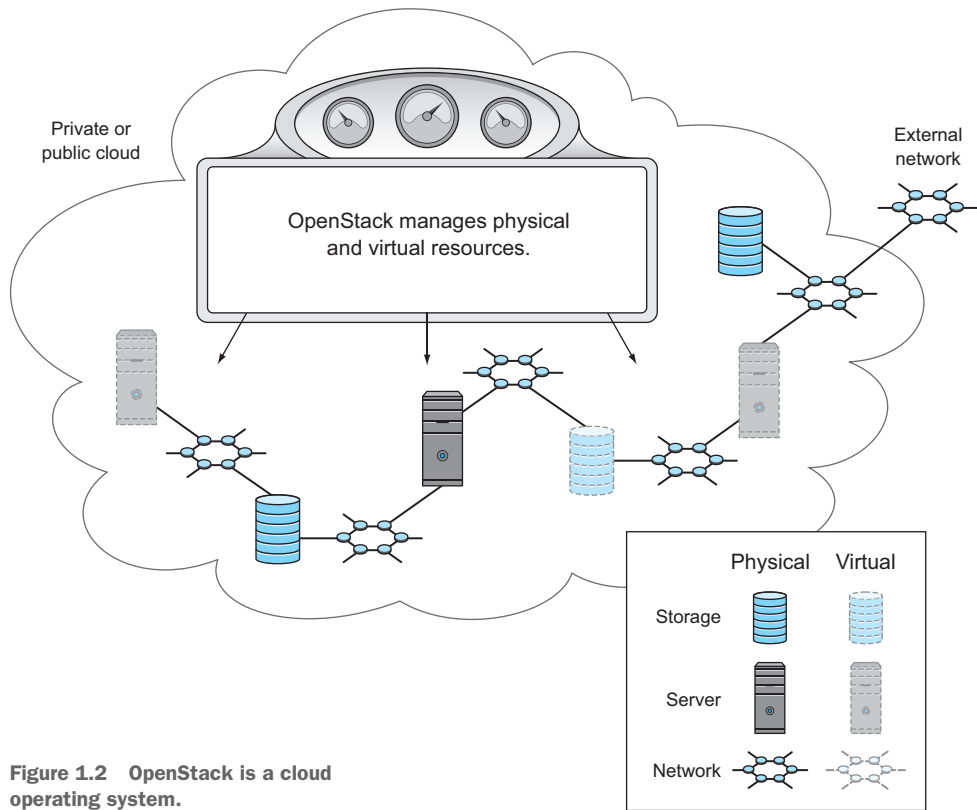 Private or
public cloud
External
network
OpenStack manages physical
and virtual resources.
Physical Virtual
Storage
Server
Network
Figure 1.2 OpenStack is a cloud
operating system.